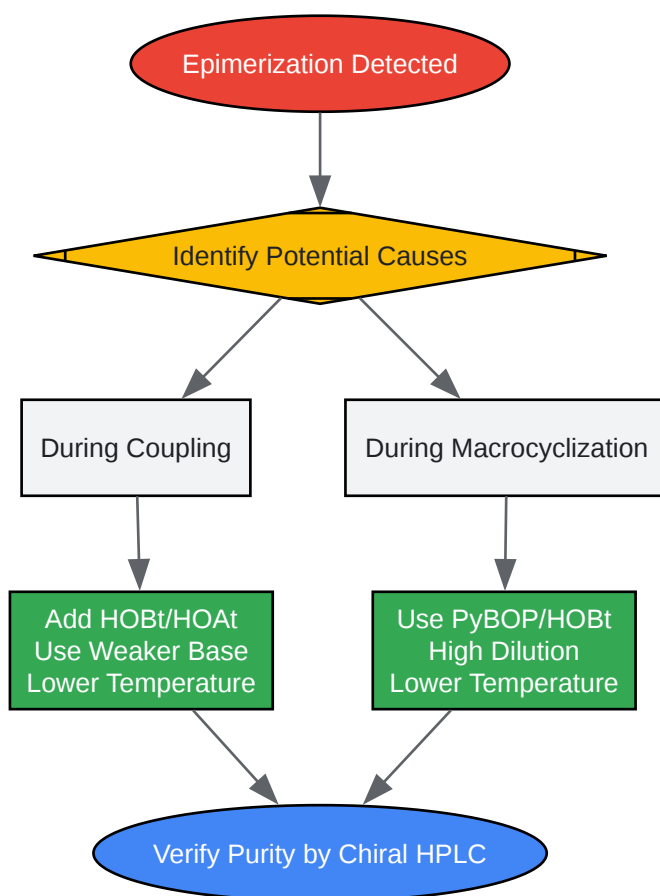 Epimerization Detected
Identify Potential Causes
During Coupling
During Macrocyclization
Add HOBt/HOAt
Use Weaker Base
Lower Temperature
Use PyBOP/HOBt
High Dilution
Lower Temperature
Verify Purity by Chiral HPLC